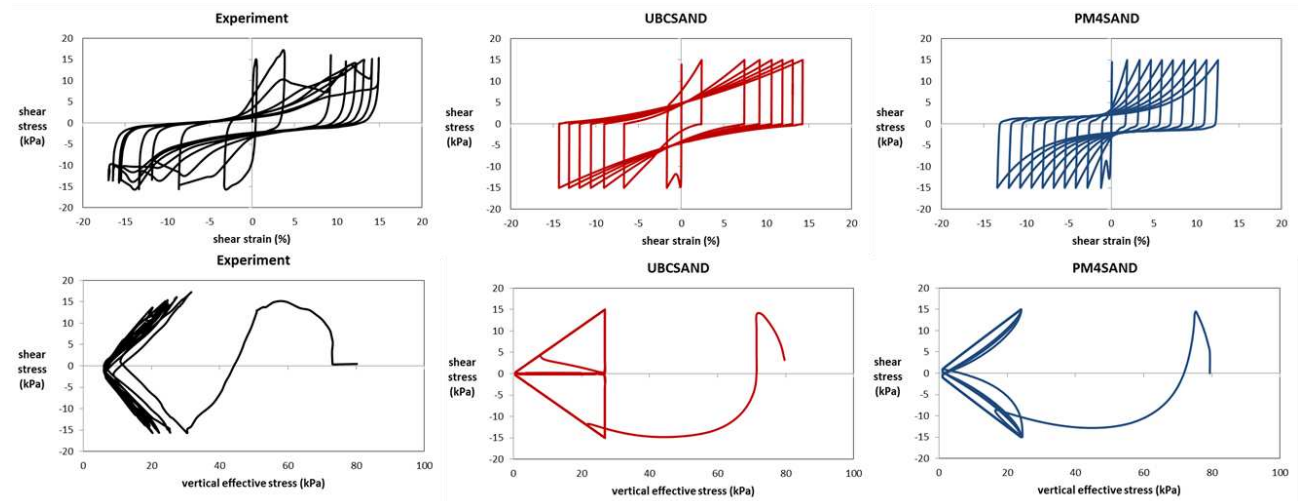 Experiment
20
15
10
5
0
-5
-10
-15
-20
shear
stress
(kPa)
-20 -15 -10 -5 0 5 10 15 20
shear strain (%)
UBCSAND
20
15
10
5
0
-5
-10
-15
-20
shear
stress
(kPa)
-20 -15 -10 -5 0 5 10 15 20
shear strain (%)
PM4SAND
20
15
10
5
0
-5
-10
-15
-20
shear
stress
(kPa)
-20 -15 -10 -5 0 5 10 15 20
shear strain (%)
Experiment
20
15
10
5
0
-5
-10
-15
-20
shear
stress
(kPa)
0 20 40 60 80 100
vertical effective stress (kPa)
UBCSAND
20
15
10
5
0
-5
-10
-15
-20
shear
stress
(kPa)
0 20 40 60 80 100
vertical effective stress (kPa)
PM4SAND
20
15
10
5
0
-5
-10
-15
-20
shear
stress
(kPa)
0 20 40 60 80 100
vertical effective stress (kPa)